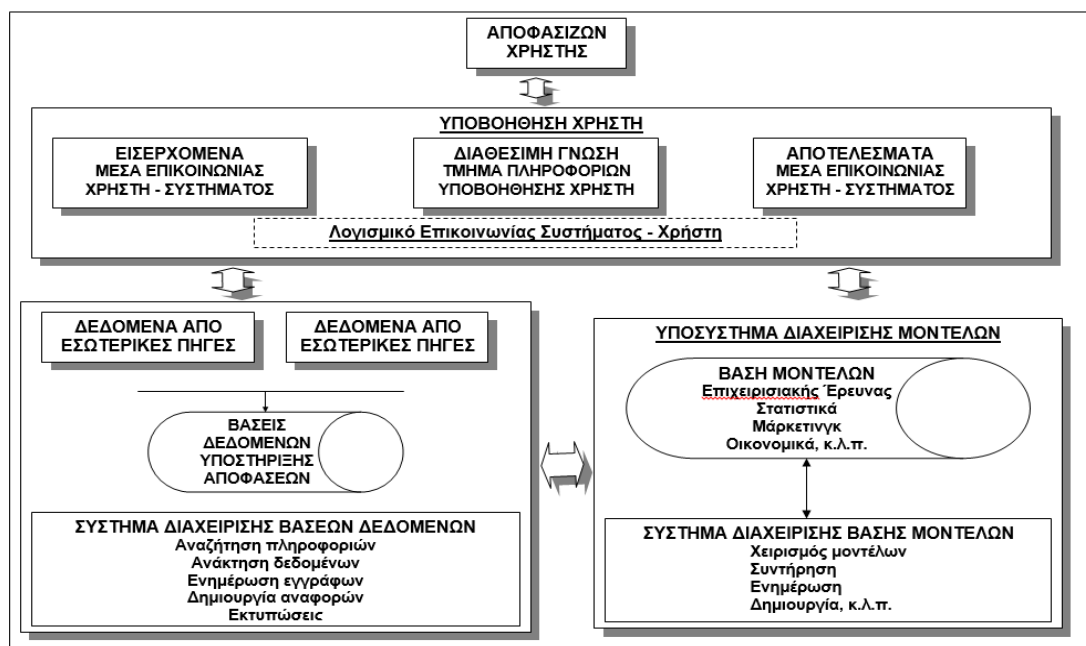 ΑΠΟΦΑΣΙΖΩΝ
ΧΡΗΣΤΗΣ
ΥΠΟΒΟΗΘΗΣΗ ΧΡΗΣΤΗ
ΕΙΣΕΡΧΟΜΕΝΑ
ΜΕΣΑ ΕΠΙΚΟΙΝΩΝΙΑΣ
ΧΡΗΣΤΗ - ΣΥΣΤΗΜΑΤΟΣ
ΔΙΑΘΕΣΙΜΗ ΓΝΩΣΗ
ΤΜΗΜΑ ΠΛΗΡΟΦΟΡΙΩΝ
ΥΠΟΒΟΗΘΗΣΗΣ ΧΡΗΣΤΗ
ΑΠΟΤΕΛΕΣΜΑΤΑ
ΜΕΣΑ ΕΠΙΚΟΙΝΩΝΙΑΣ
ΧΡΗΣΤΗ - ΣΥΣΤΗΜΑΤΟΣ
Λογισμικό Επικοινωνίας Συστήματος - Χρήστη
ΔΕΔΟΜΕΝΑ ΑΠΟ
ΕΣΩΤΕΡΙΚΕΣ ΠΗΓΕΣ
ΔΕΔΟΜΕΝΑ ΑΠΟ
ΕΣΩΤΕΡΙΚΕΣ ΠΗΓΕΣ
ΒΑΣΕΙΣ
ΔΕΔΟΜΕΝΩΝ
ΥΠΟΣΤΗΡΙΞΗΣ
ΑΠΟΦΑΣΕΩΝ
ΣΥΣΤΗΜΑ ΔΙΑΧΕΙΡΙΣΗΣ ΒΑΣΕΩΝ ΔΕΔΟΜΕΝΩΝ
Αναζήτηση πληροφοριών
Ανάκτηση δεδομένων
Ενημέρωση εγγράφων
Δημιουργία αναφορών
Εκτυπώσεις
ΥΠΟΣΥΣΤΗΜΑ ΔΙΑΧΕΙΡΙΣΗΣ ΜΟΝΤΕΛΩΝ
ΒΑΣΗ ΜΟΝΤΕΛΩΝ
Επιχειρισιακής Έρευνας
Στατιστικά
Μάρκετινγκ
Οικονομικά, κ.λ.π.
ΣΥΣΤΗΜΑ ΔΙΑΧΕΙΡΙΣΗΣ ΒΑΣΗΣ ΜΟΝΤΕΛΩΝ
Χειρισμός μοντέλων
Συντήρηση
Ενημέρωση
Δημιουργία, κ.λ.π.